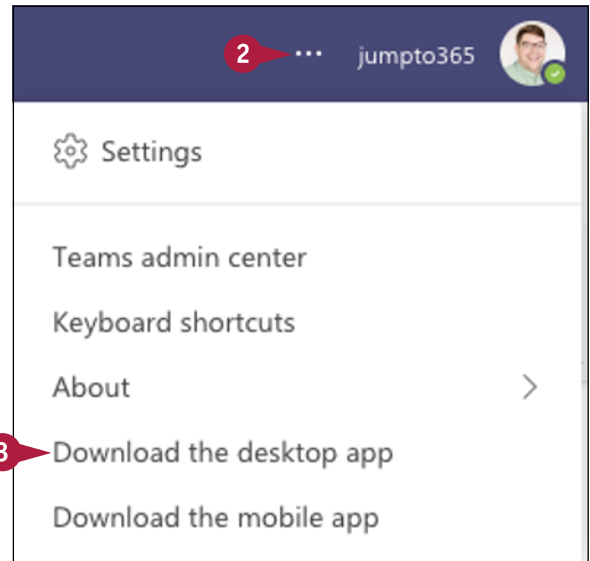 2 ... jumpto365
Settings
Teams admin center
Keyboard shortcuts
About
3 Download the desktop app
Download the mobile app